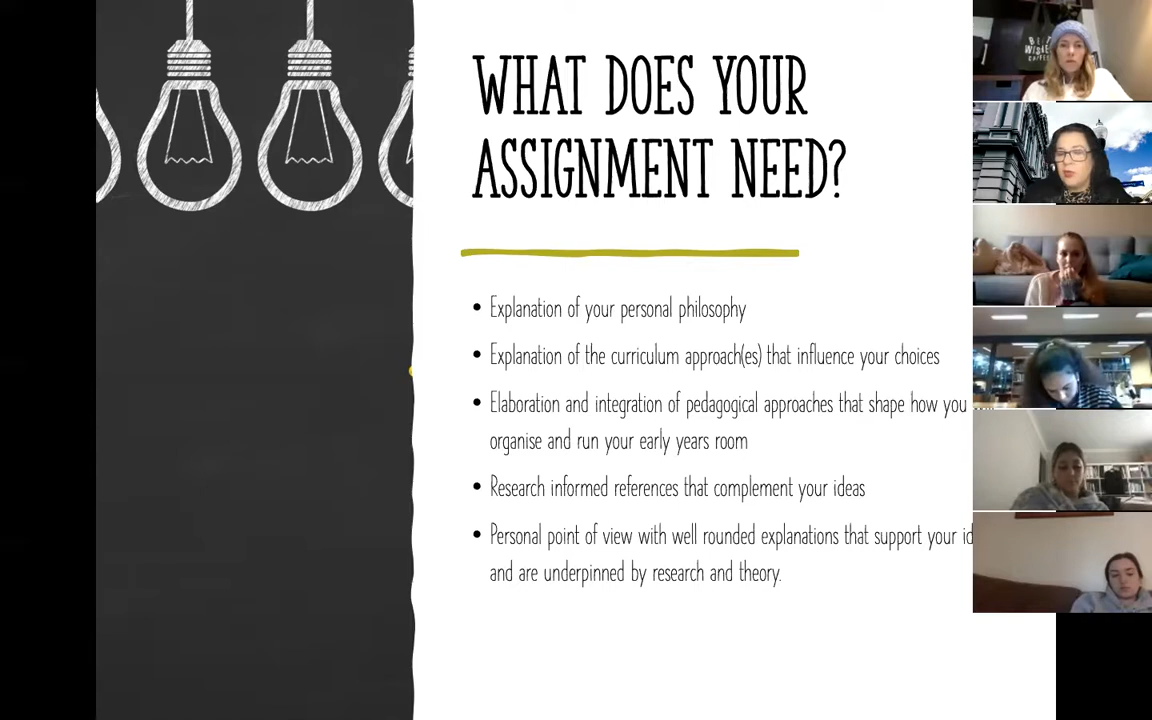 WHAT DOES YOUR
ASSIGNMENT NEED?
• Explanation of your personal philosophy
• Explanation of the curriculum approach(es) that influence your choices
• Elaboration and integration of pedagogical approaches that shape how you
organise and run your early years room
• Research informed references that complement your ideas
• Personal point of view with well rounded explanations that support your id
and are underpinned by research and theory.